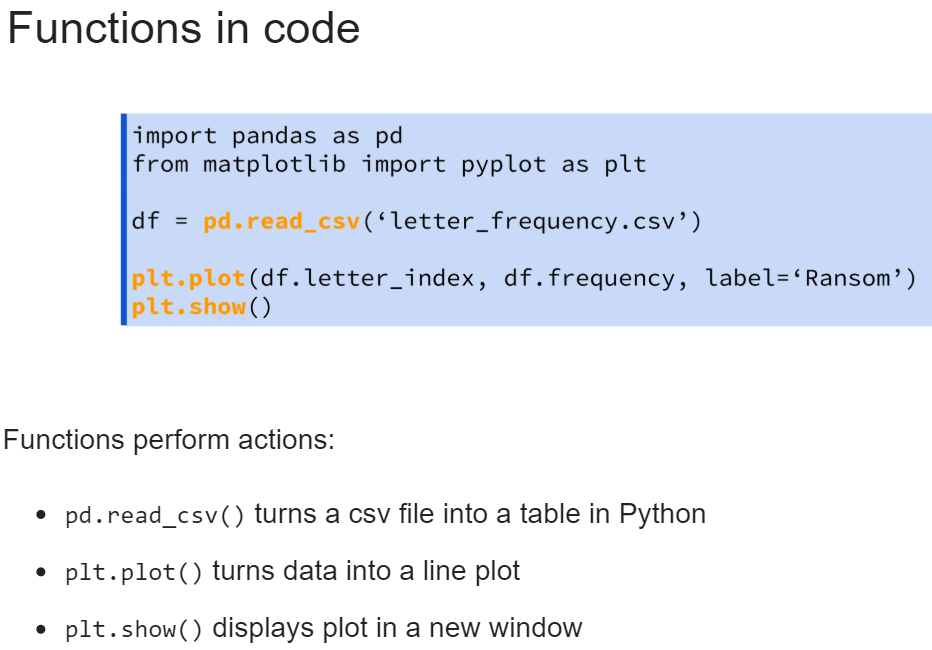 Functions in code
import pandas as pd
from matplotlib import pyplot as plt
df = pd.read_csv(‘letter_frequency.csv’)
plt.plot(df.letter_index, df.frequency, label=‘Ransom’)
plt.show()
Functions perform actions:
• pd.read_csv() turns a csv file into a table in Python
• plt.plot() turns data into a line plot
• plt.show() displays plot in a new window